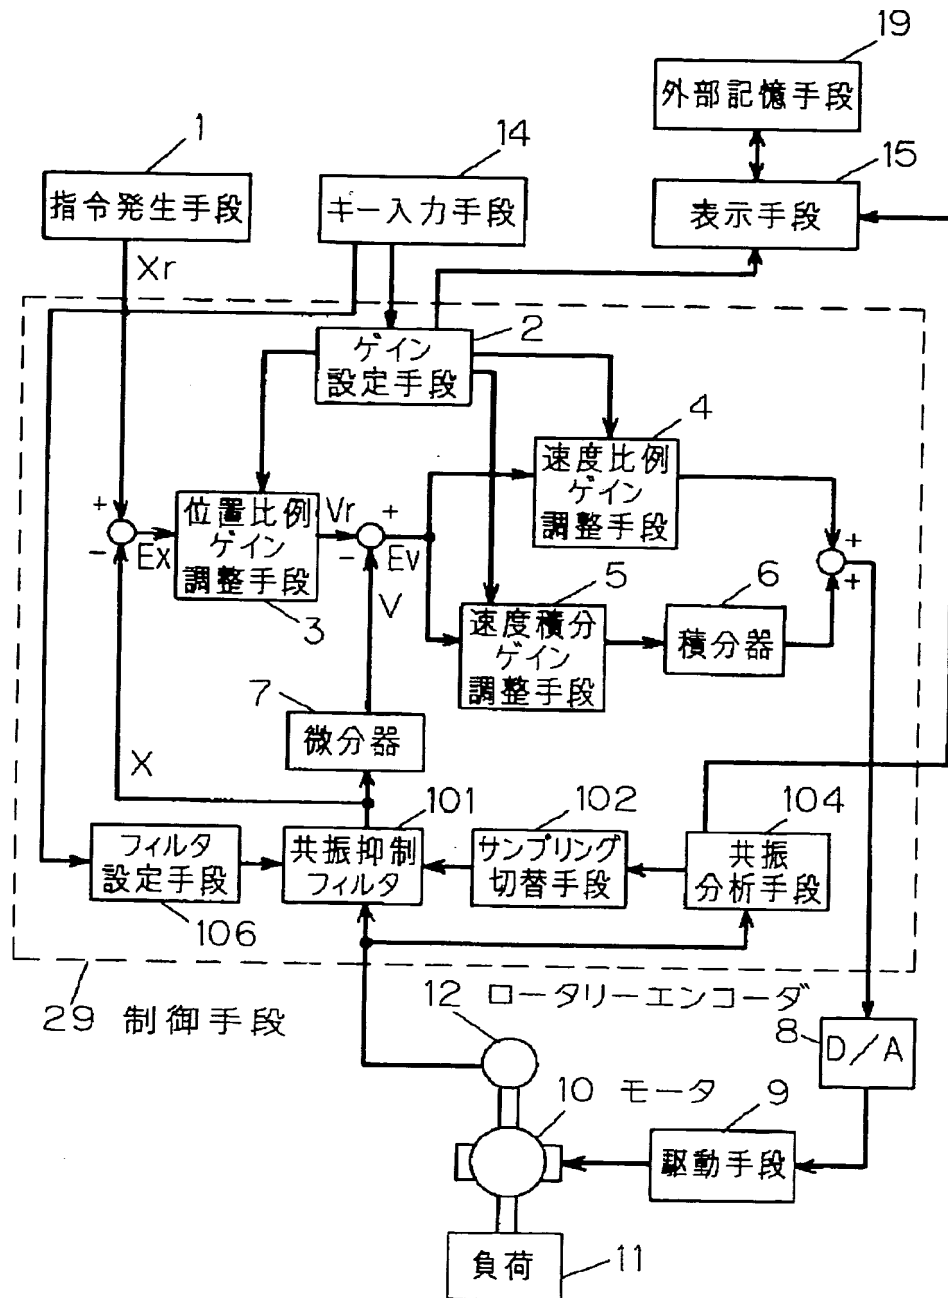 19
外部記憶手段
1
14
15
指令発生手段
キー入力手段
表示手段
Xr
2
ゲイン
設定手段
4
速度比例
ゲイン
調整手段
+
-
Ex
位置比例
ゲイン
調整手段
3
Vr
+
-
Ev
V
+
+
5
速度積分
ゲイン
調整手段
6
積分器
7
微分器
X
101
102
104
フィルタ
設定手段
106
共振抑制
フィルタ
サンプリング
切替手段
共振
分析手段
29 制御手段
12 ロータリーエンコーダ
8
D/A
10 モータ
9
駆動手段
負荷
11